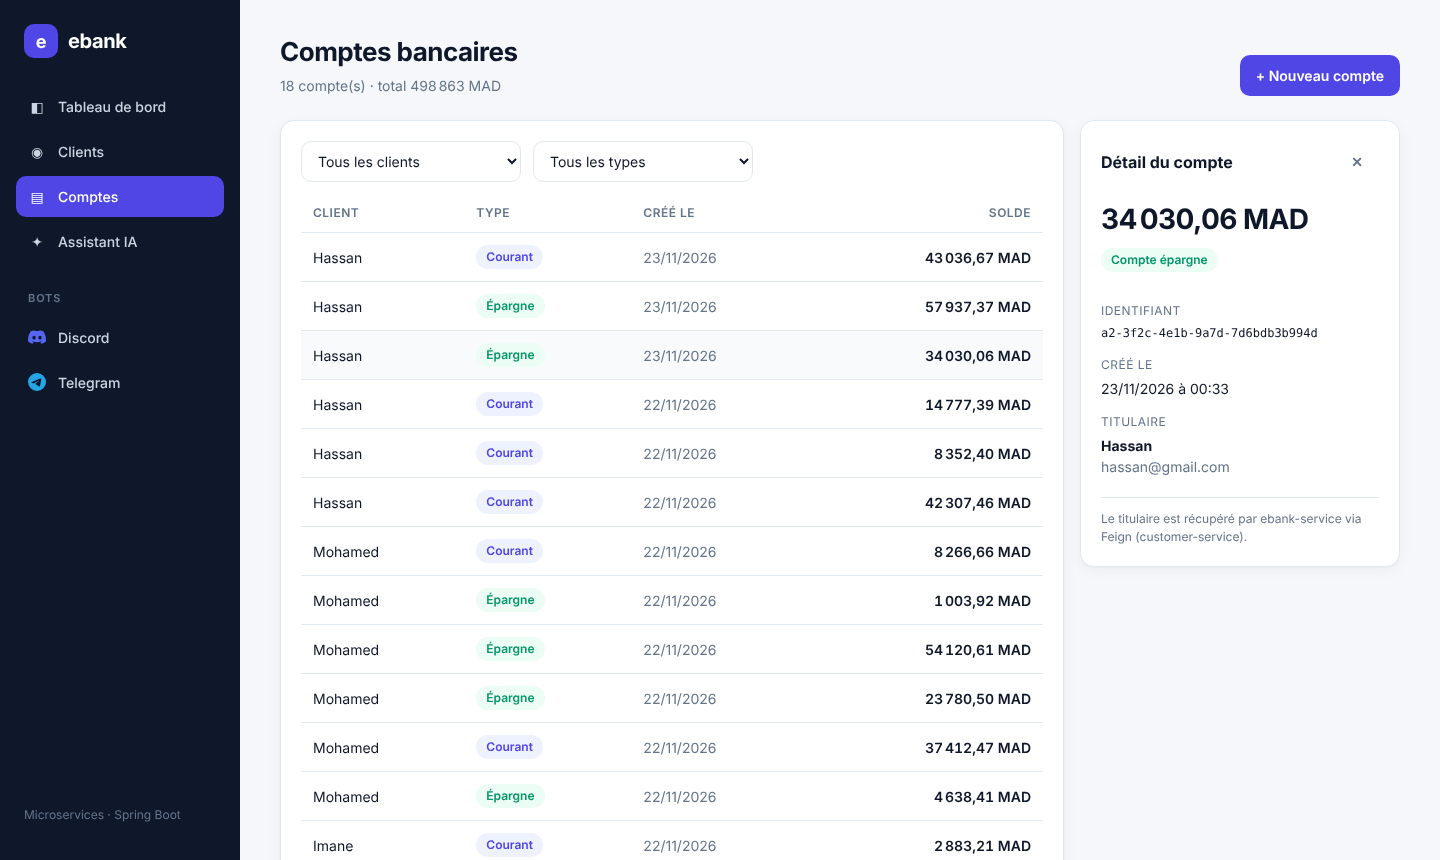 e ebank
Tableau de bord
Clients
Comptes
Assistant IA
BOTS
Discord
Telegram
Microservices · Spring Boot
Comptes bancaires
18 compte(s) · total 498 863 MAD
+ Nouveau compte
Tous les clients Tous les types
CLIENT TYPE CRÉÉ LE SOLDE
Hassan Courant 23/11/2026 43 036,67 MAD
Hassan Épargne 23/11/2026 57 937,37 MAD
Hassan Épargne 23/11/2026 34 030,06 MAD
Hassan Courant 22/11/2026 14 777,39 MAD
Hassan Courant 22/11/2026 8 352,40 MAD
Hassan Courant 22/11/2026 42 307,46 MAD
Mohamed Courant 22/11/2026 8 266,66 MAD
Mohamed Épargne 22/11/2026 1 003,92 MAD
Mohamed Épargne 22/11/2026 54 120,61 MAD
Mohamed Épargne 22/11/2026 23 780,50 MAD
Mohamed Courant 22/11/2026 37 412,47 MAD
Mohamed Épargne 22/11/2026 4 638,41 MAD
Imane Courant 22/11/2026 2 883,21 MAD
Détail du compte ✕
34 030,06 MAD
Compte épargne
IDENTIFIANT
a2-3f2c-4e1b-9a7d-7d6bdb3b994d
CRÉÉ LE
23/11/2026 à 00:33
TITULAIRE
Hassan
hassan@gmail.com
Le titulaire est récupéré par ebank-service via
Feign (customer-service).